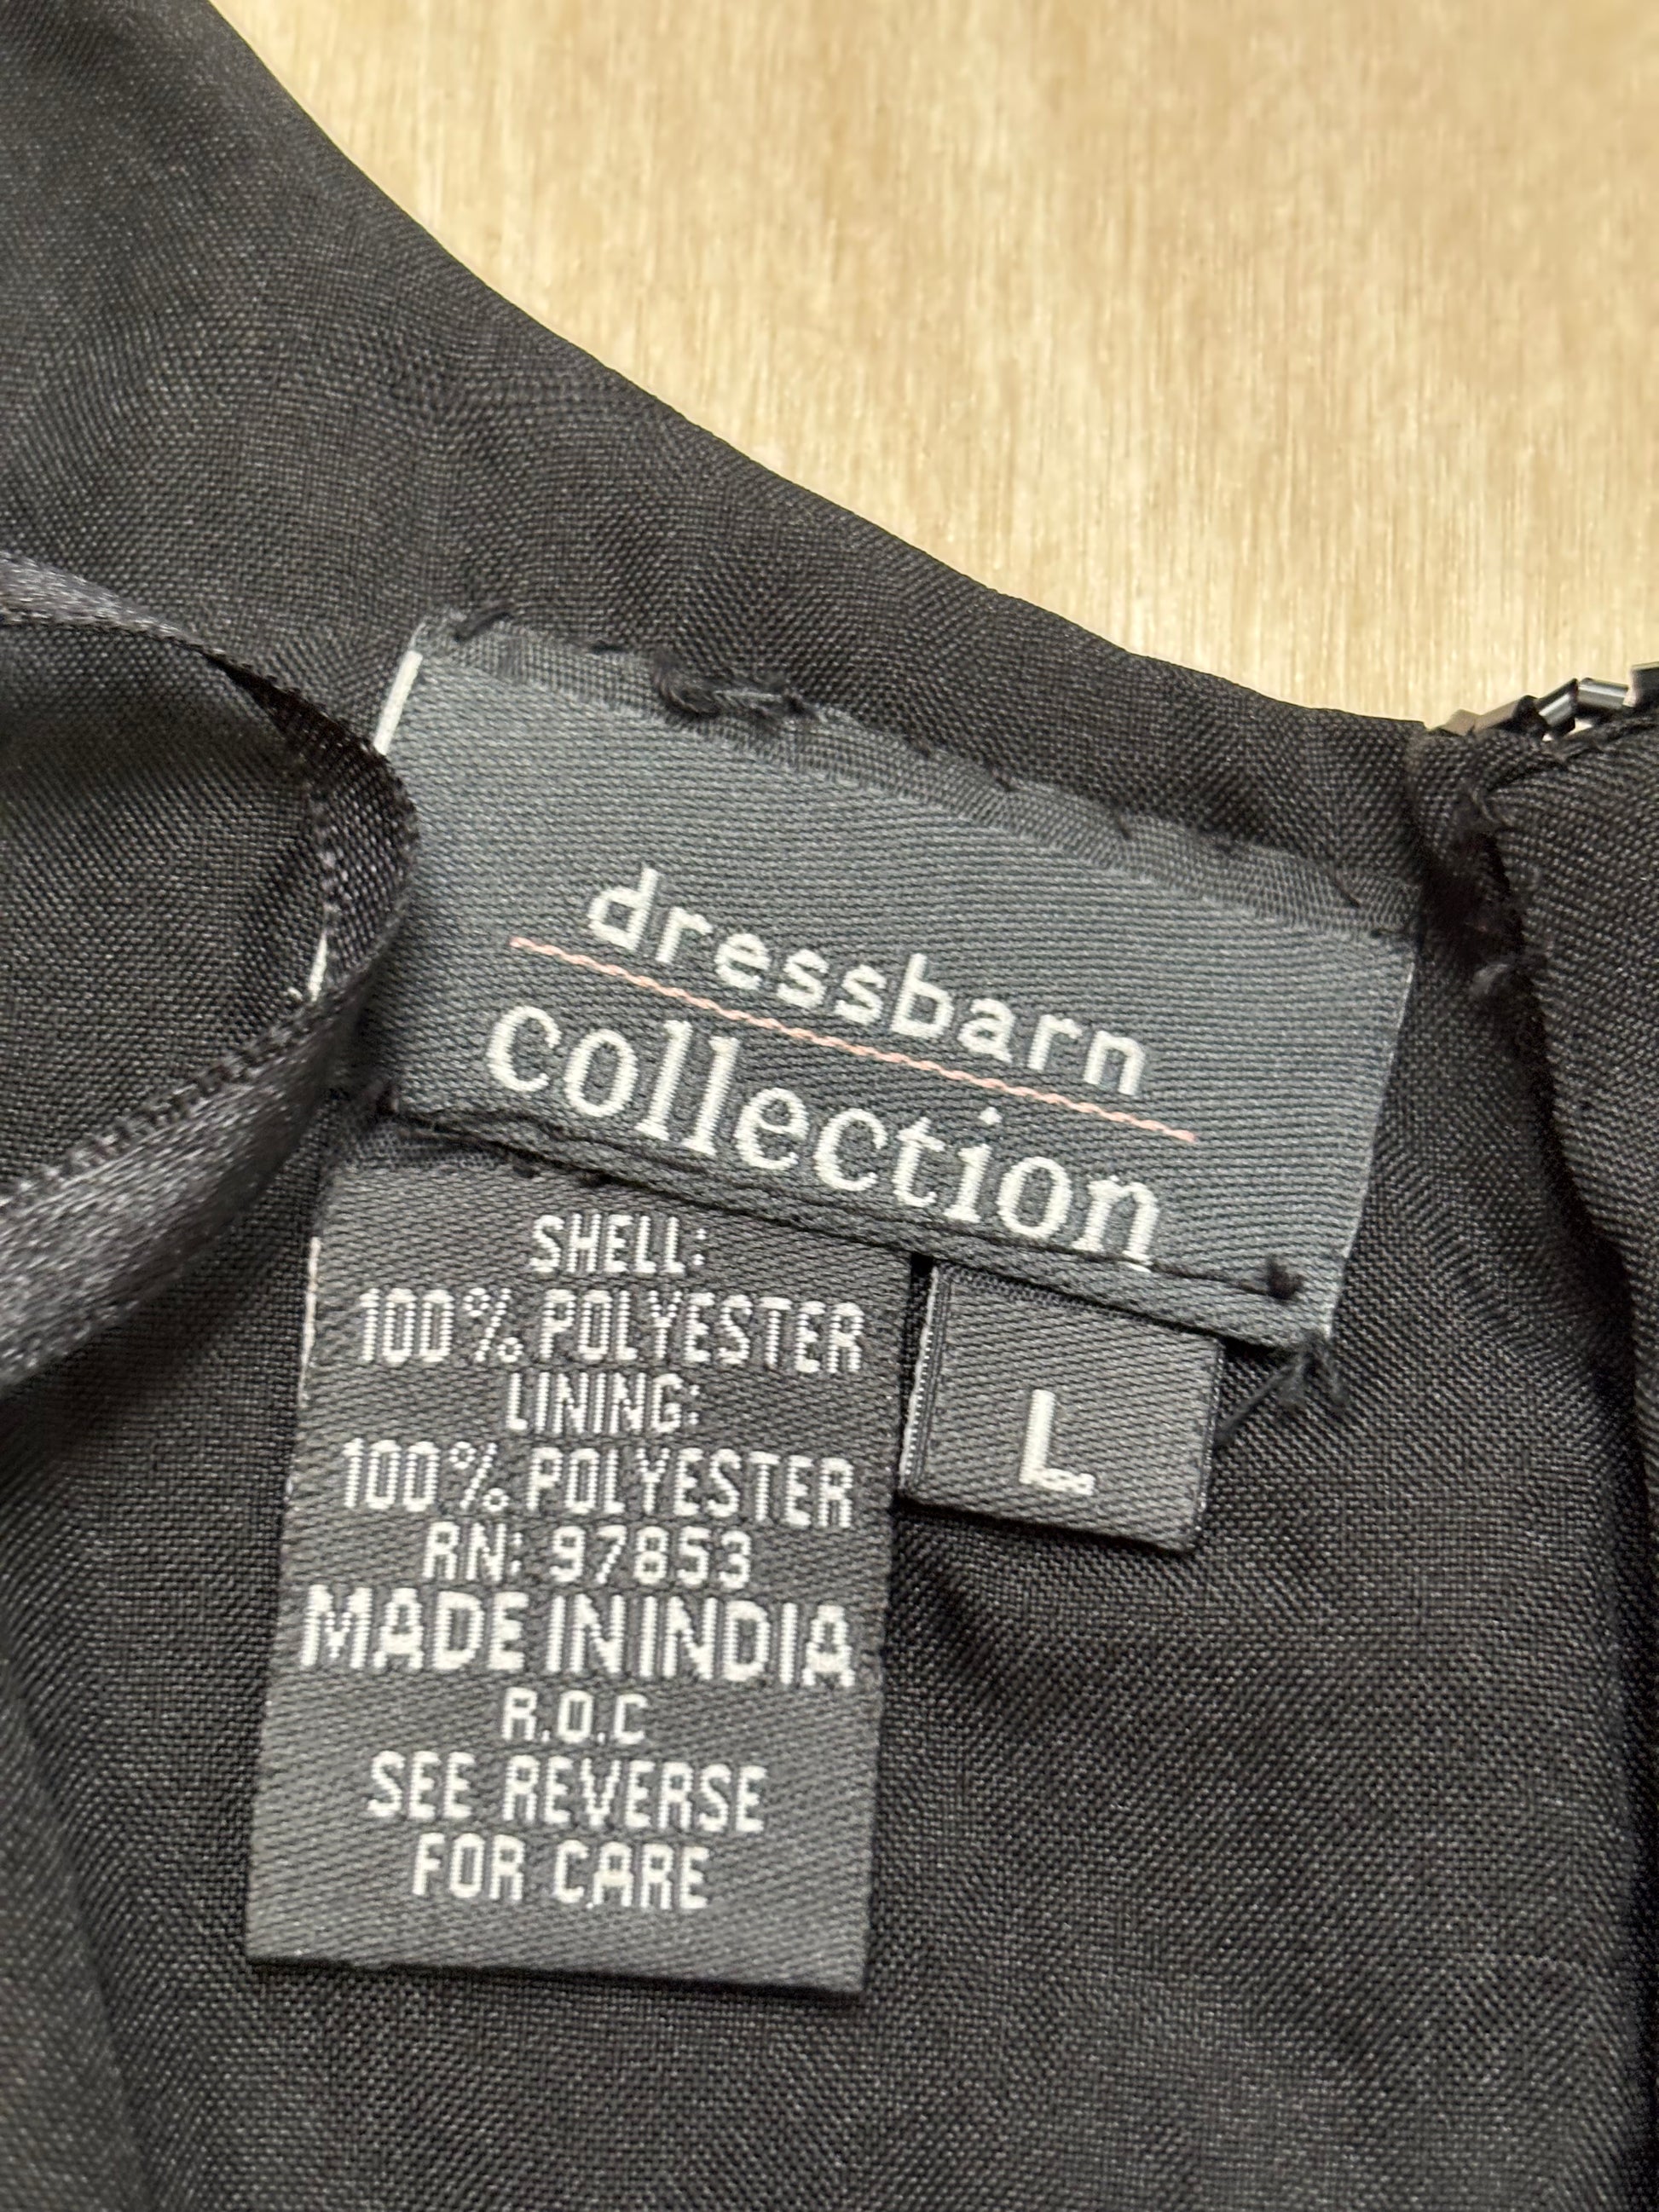 dressbarn
collection
L
SHELL:
100% POLYESTER
LINING:
100% POLYESTER
RN: 97853
MADE IN INDIA
R.O.C
SEE REVERSE
FOR CARE